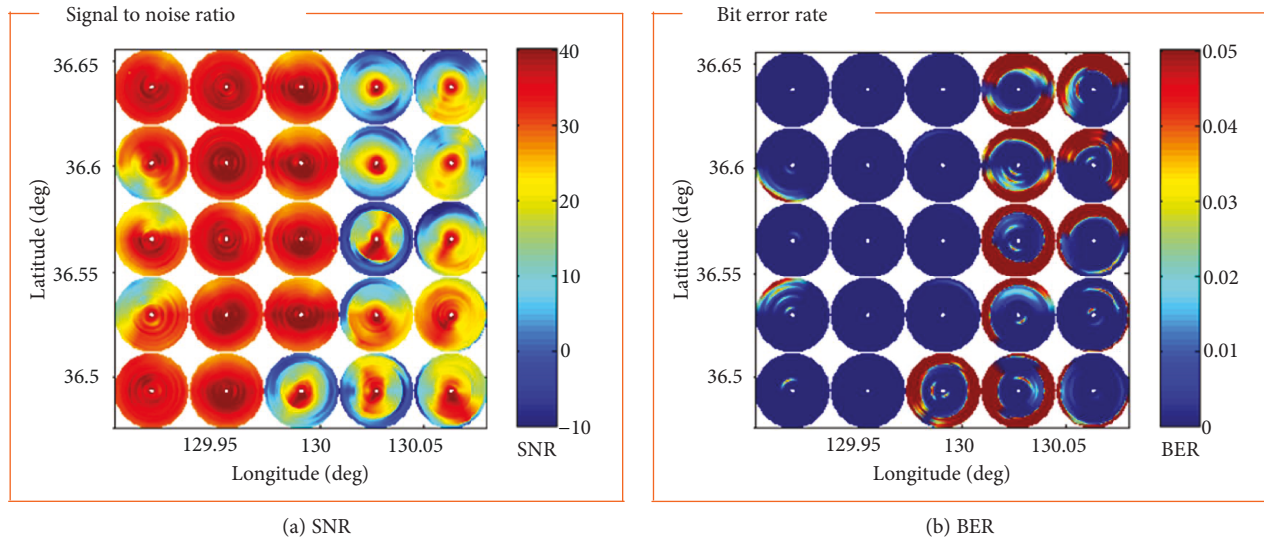 Signal to noise ratio
Latitude (deg)
36.65
36.6
36.55
36.5
129.95
130
130.05
Longitude (deg)
40
30
20
10
0
−10
SNR
(a) SNR
Bit error rate
Latitude (deg)
36.65
36.6
36.55
36.5
129.95
130
130.05
Longitude (deg)
0.05
0.04
0.03
0.02
0.01
0
BER
(b) BER